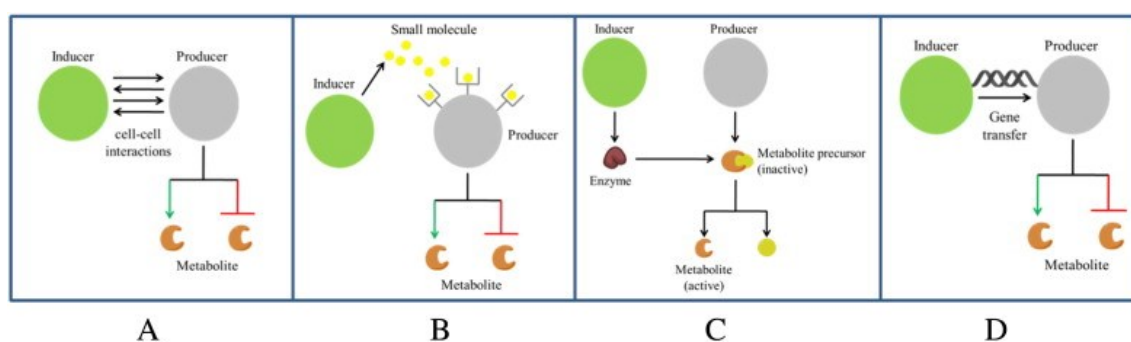 Inducer
Producer
cell-cell
interactions
Metabolite
A
Small molecule
Inducer
Producer
Metabolite
B
Inducer
Producer
Enzyme
Metabolite precursor
(inactive)
Metabolite
(active)
C
Inducer
Producer
Gene
transfer
Metabolite
D